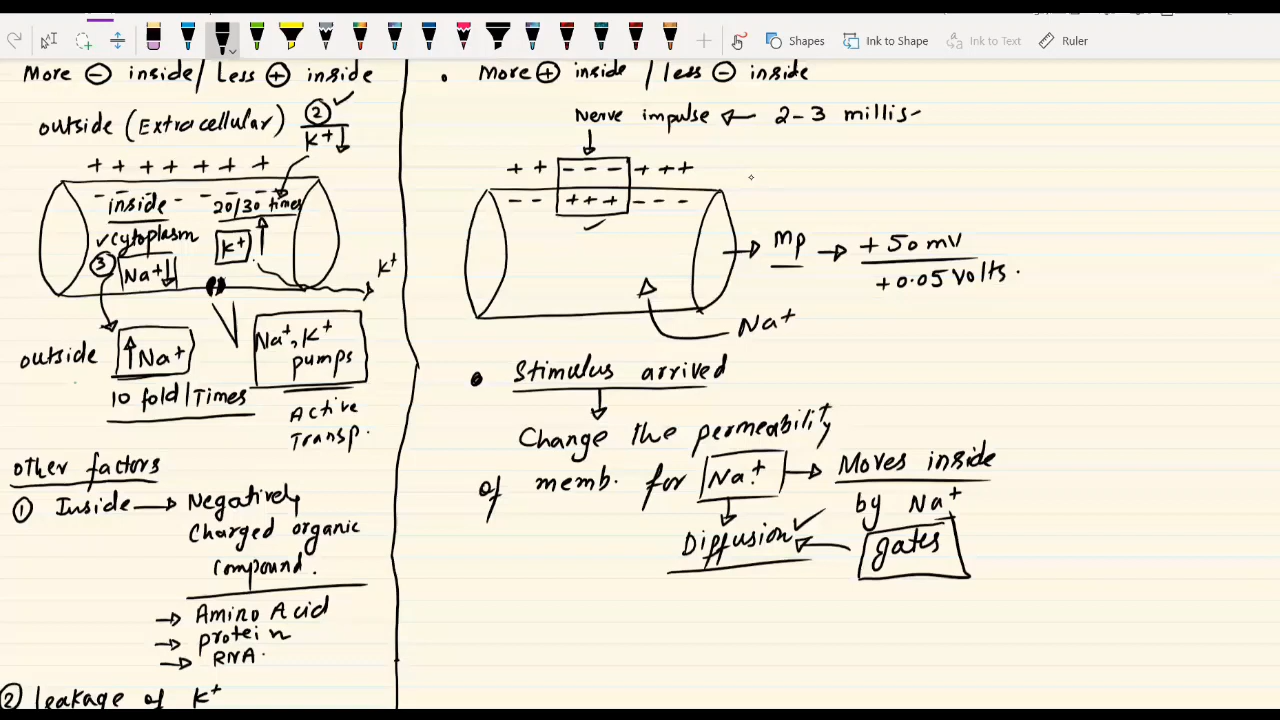 Shapes
Ink to Shape
Ink to Text
Ruler
More ⊖ inside / Less ⊕ inside
outside (Extracellular) ② ✓
K+ ↓
+ + + + + + +
- - - - - - -
inside 20/30 times
✓ cytoplasm
K+ ↑
③ Na+ ↓
K+
outside ↑ Na+
10 fold / Times
Na+, K+
pumps
Active
Transp.
other factors
① Inside → Negatively
Charged organic
compound.
→ Amino Acid
→ protein
→ RNA.
② leakage of K+
• More ⊕ inside / less ⊖ inside
Nerve impulse ← 2-3 millis-
+ + - - - + + +
- - + + + - - -
✓
→ Mp → + 50 mV
+ 0.05 volts.
Na+
• Stimulus arrived
Change the permeability
of memb. for Na+ → Moves inside
by Na+
gates
Diffusion ✓